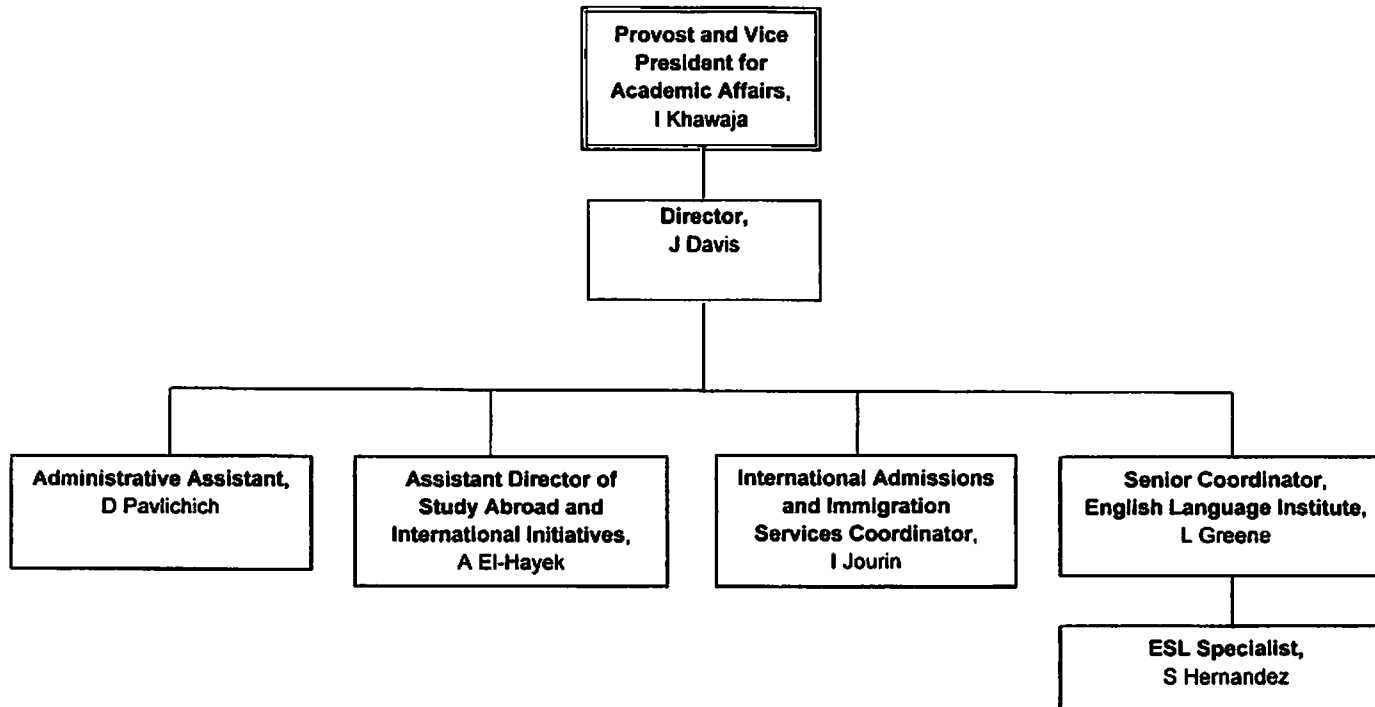 Provost and Vice
President for
Academic Affairs,
I Khawaja
Director,
J Davis
Administrative Assistant,
D Pavlichich
Assistant Director of
Study Abroad and
International Initiatives,
A El-Hayek
International Admissions
and Immigration
Services Coordinator,
I Jourin
Senior Coordinator,
English Language Institute,
L Greene
ESL Specialist,
S Hernandez